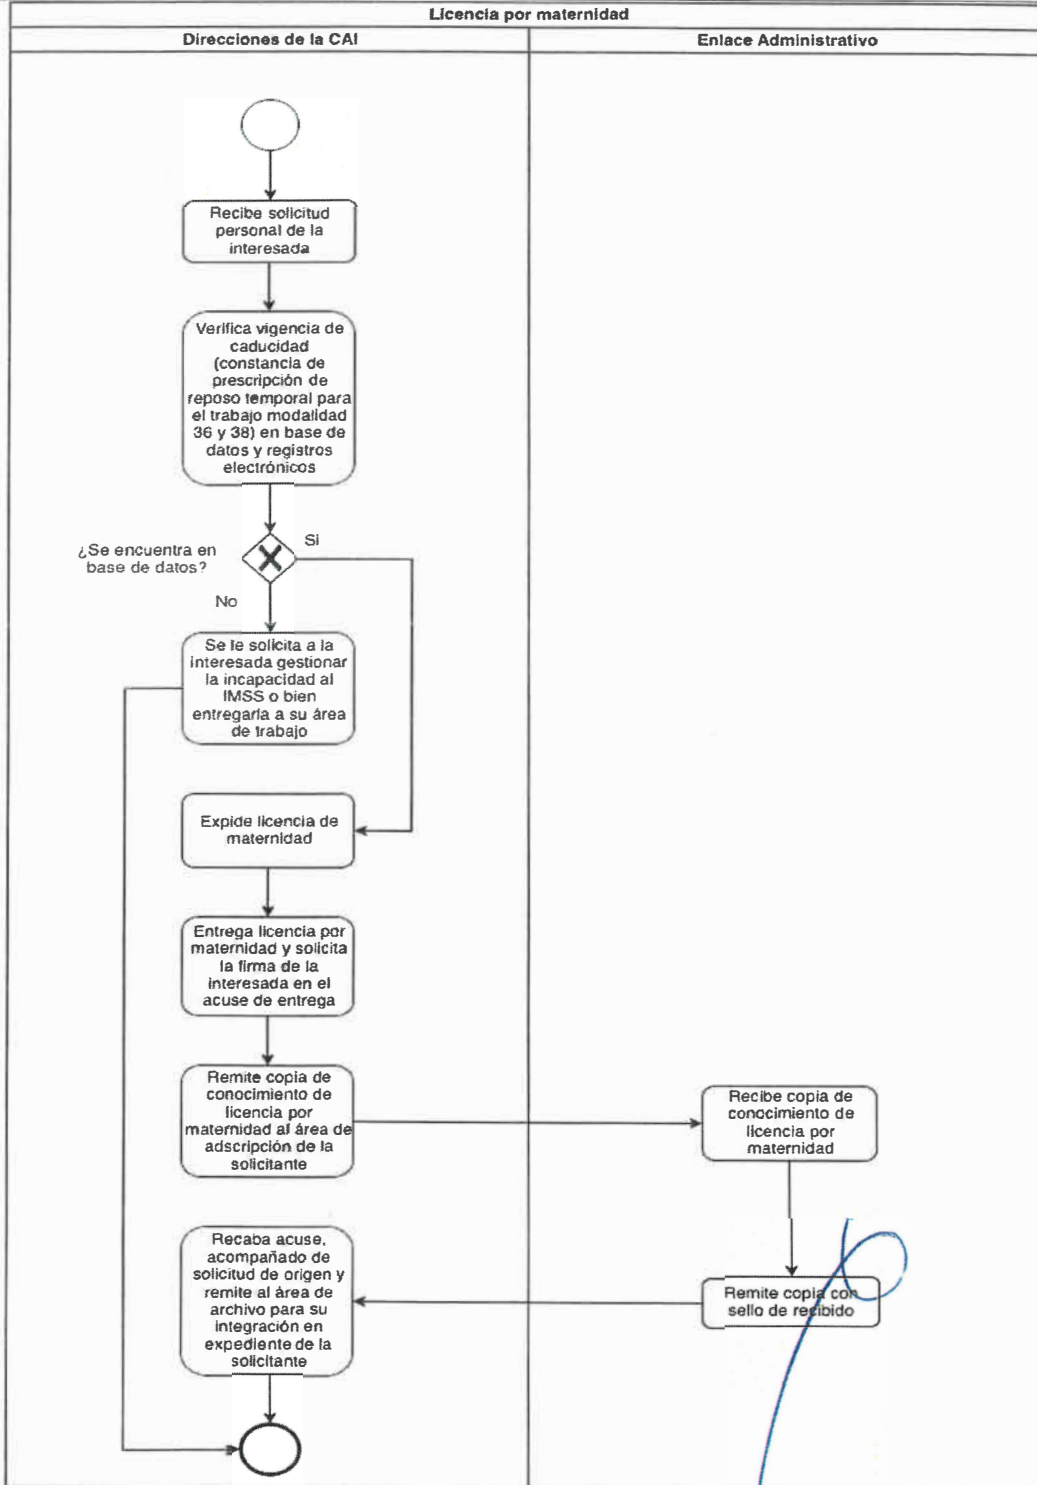 Licencia por maternidad
Direcciones de la CAI
Enlace Administrativo
Recibe solicitud
personal de la
interesada
Verifica vigencia de
caducidad
(constancia de
prescripción de
reposo temporal para
el trabajo modalidad
36 y 38) en base de
datos y registros
electrónicos
¿Se encuentra en
base de datos?
Si
No
Se le solicita a la
interesada gestionar
la incapacidad al
IMSS o bien
entregarla a su área
de trabajo
Expide licencia de
maternidad
Entrega licencia por
maternidad y solicita
la firma de la
interesada en el
acuse de entrega
Remite copia de
conocimiento de
licencia por
maternidad al área de
adscripción de la
solicitante
Recibe copia de
conocimiento de
licencia por
maternidad
Recaba acuse,
acompañado de
solicitud de origen y
remite al área de
archivo para su
integración en
expediente de la
solicitante
Remite copia con
sello de recibido